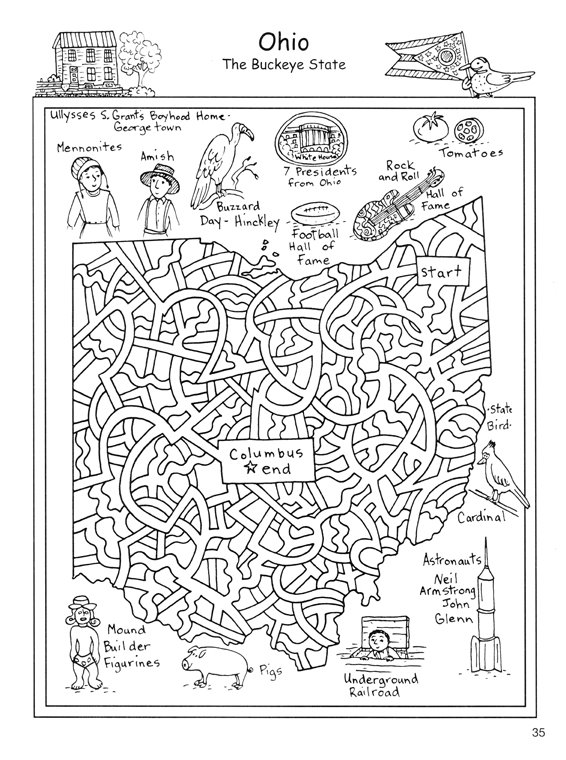 Ohio
The Buckeye State
Ullysses S. Grant's Boyhood Home -
Georgetown
Mennonites
Amish
Buzzard
Day - Hinckley
White House
7 Presidents
from Ohio
Football
Hall of
Fame
Rock
and Roll
Hall of
Fame
Tomatoes
Start
Columbus
☆ end
·State
Bird·
Cardinal
Astronauts
Neil
Armstrong
John
Glenn
Mound
Builder
Figurines
Pigs
Underground
Railroad
35